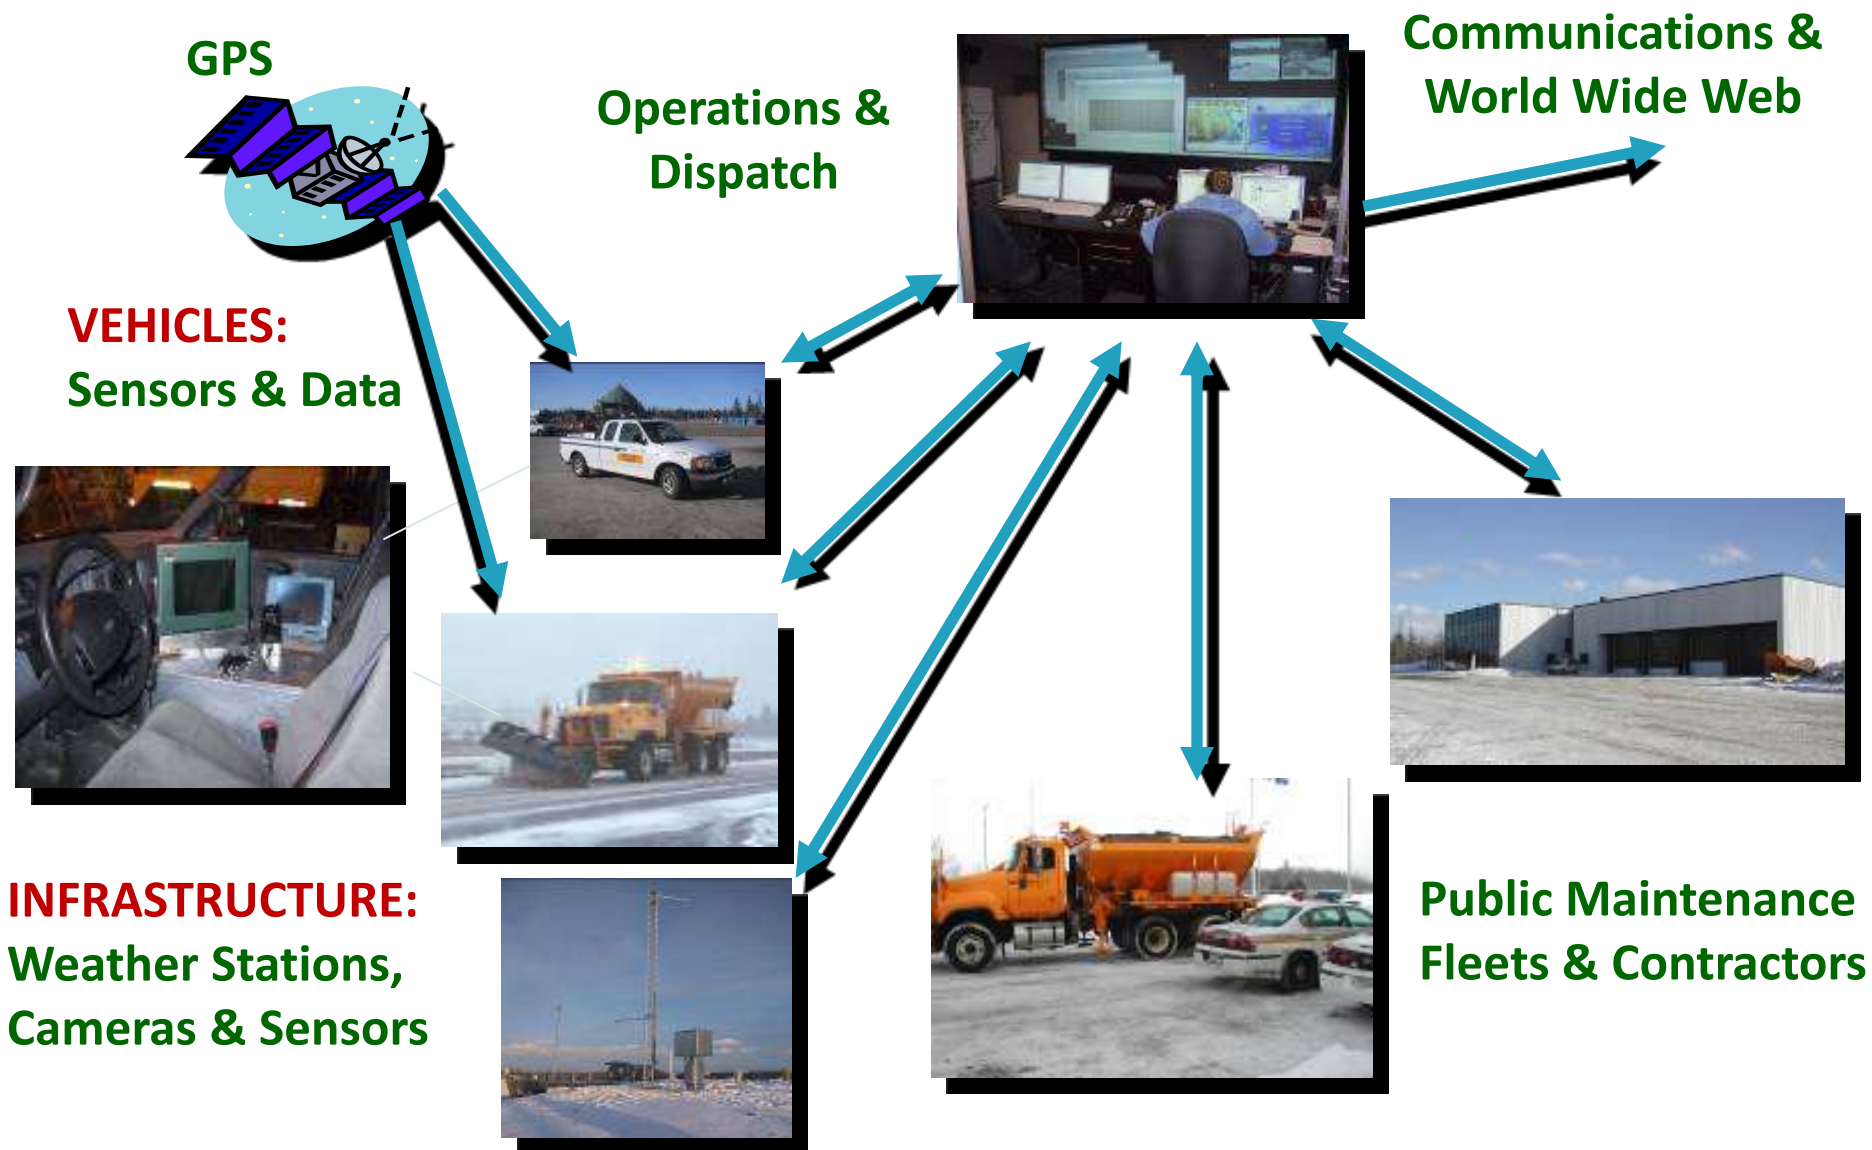 GPS
Operations &
Dispatch
Communications &
World Wide Web
VEHICLES:
Sensors & Data
INFRASTRUCTURE:
Weather Stations,
Cameras & Sensors
Public Maintenance
Fleets & Contractors